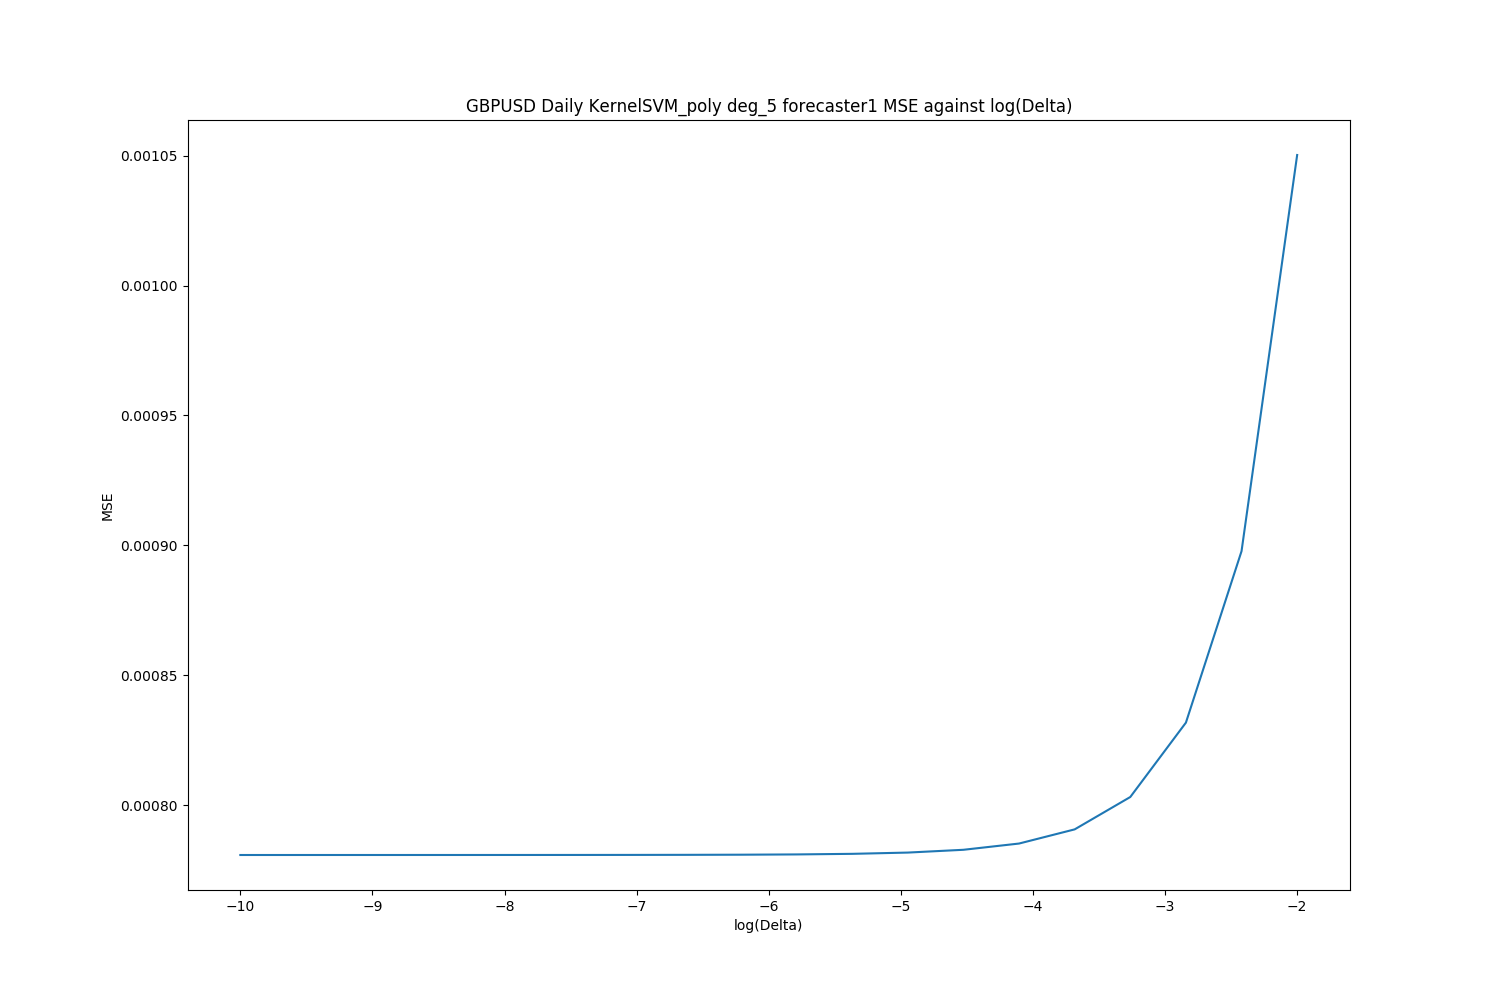 GBPUSD Daily KernelSVM_poly deg_5 forecaster1 MSE against log(Delta)
0.00105
0.00100
0.00095
0.00090
0.00085
0.00080
MSE
−10 −9 −8 −7 −6 −5 −4 −3 −2
log(Delta)